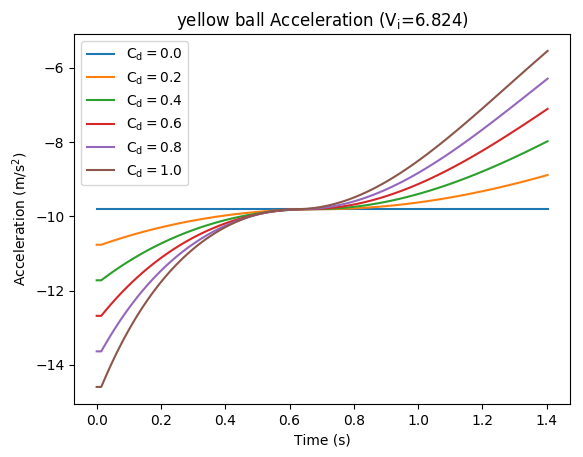 yellow ball Acceleration (Vᵢ=6.824)
C_d = 0.0
C_d = 0.2
C_d = 0.4
C_d = 0.6
C_d = 0.8
C_d = 1.0
Acceleration (m/s²)
−6
−8
−10
−12
−14
0.0 0.2 0.4 0.6 0.8 1.0 1.2 1.4
Time (s)